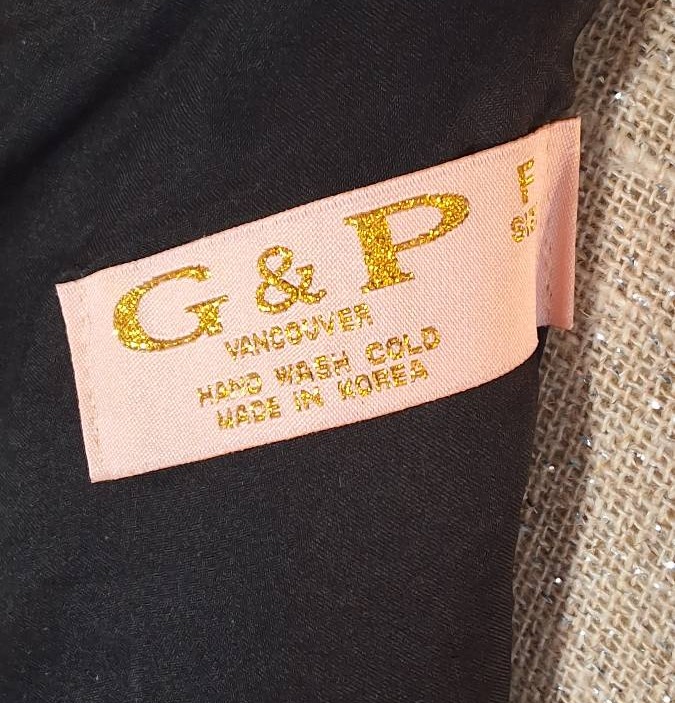 G & P
VANCOUVER
HAND WASH COLD
MADE IN KOREA
F